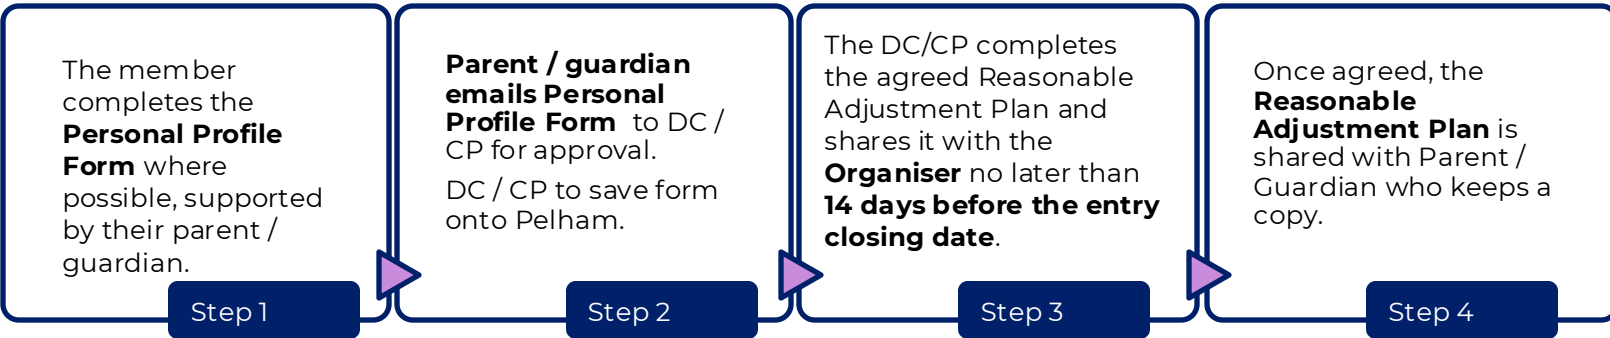 The member
completes the
Personal Profile
Form where
possible, supported
by their parent /
guardian.
Step 1
Parent / guardian
emails Personal
Profile Form to DC /
CP for approval.
DC / CP to save form
onto Pelham.
Step 2
The DC/CP completes
the agreed Reasonable
Adjustment Plan and
shares it with the
Organiser no later than
14 days before the entry
closing date.
Step 3
Once agreed, the
Reasonable
Adjustment Plan is
shared with Parent /
Guardian who keeps a
copy.
Step 4